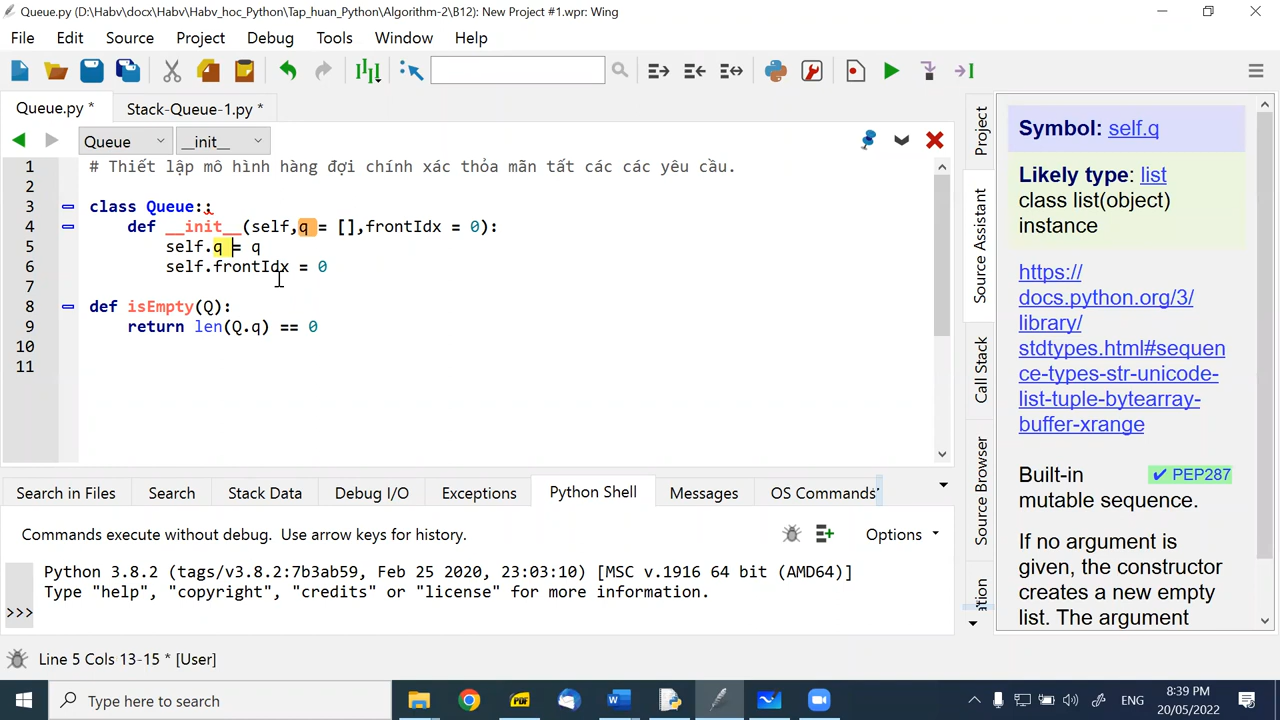 Queue.py (D:\Habv\docx\Habv\Habv_hoc_Python\Tap_huan_Python\Algorithm-2\B12): New Project #1.wpr: Wing
File Edit Source Project Debug Tools Window Help
Queue.py * Stack-Queue-1.py *
Queue __init__
1 # Thiết lập mô hình hàng đợi chính xác thỏa mãn tất các các yêu cầu.
2
3 class Queue::
4 def __init__(self,q = [],frontIdx = 0):
5 self.q = q
6 self.frontIdx = 0
7
8 def isEmpty(Q):
9 return len(Q.q) == 0
10
11
Project
Source Assistant
Call Stack
Source Browser
Symbol: self.q
Likely type: list
class list(object)
instance
https://
docs.python.org/3/
library/
stdtypes.html#sequen
ce-types-str-unicode-
list-tuple-bytearray-
buffer-xrange
Built-in ✔ PEP287
mutable sequence.
If no argument is
given, the constructor
creates a new empty
list. The argument
Search in Files Search Stack Data Debug I/O Exceptions Python Shell Messages OS Commands
Commands execute without debug. Use arrow keys for history. Options
Python 3.8.2 (tags/v3.8.2:7b3ab59, Feb 25 2020, 23:03:10) [MSC v.1916 64 bit (AMD64)]
Type "help", "copyright", "credits" or "license" for more information.
>>>
Line 5 Cols 13-15 * [User]
Type here to search
PDF
ENG
8:39 PM
20/05/2022